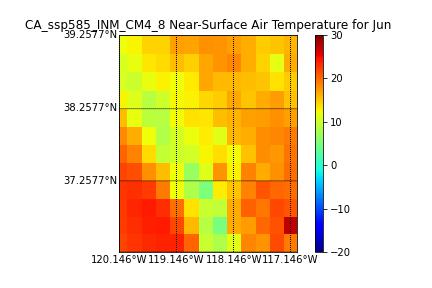 CA_ssp585_INM_CM4_8 Near-Surface Air Temperature for Jun
39.2577°N
38.2577°N
37.2577°N
120.146°W 119.146°W 118.146°W 117.146°W
30
20
10
0
−10
−20